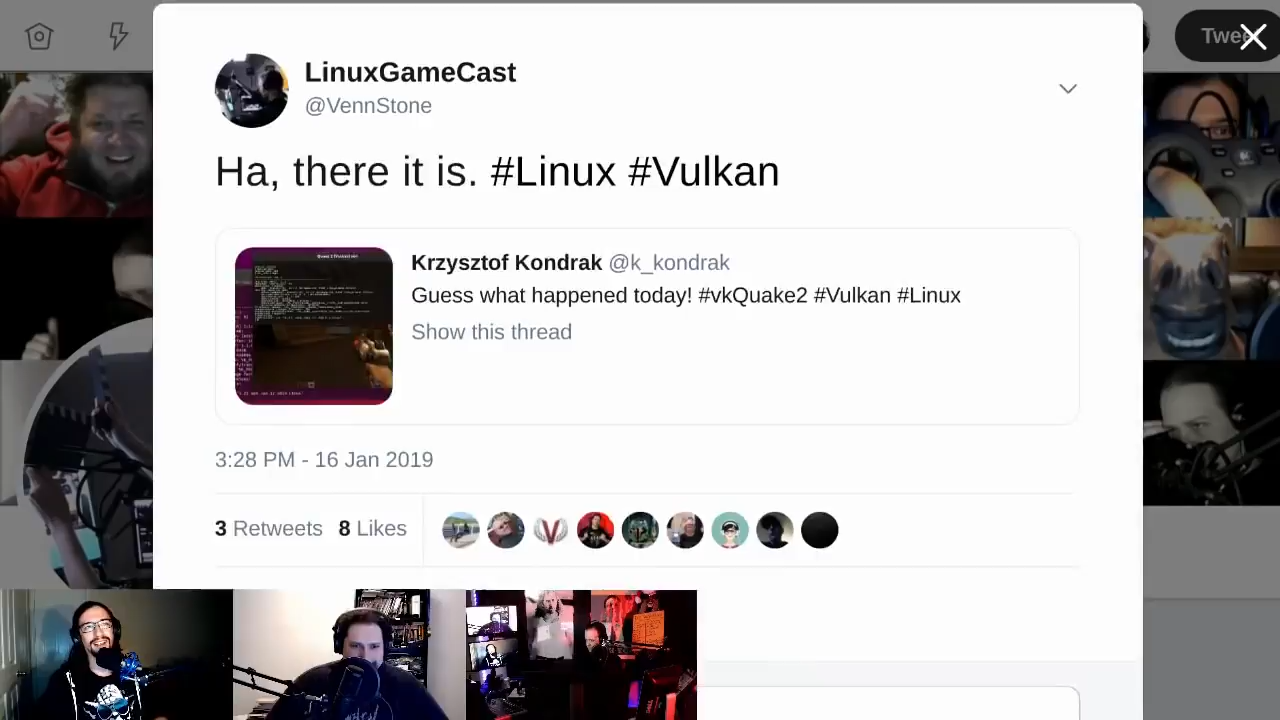 Twee
LinuxGameCast
@VennStone
Ha, there it is. #Linux #Vulkan
Krzysztof Kondrak @k_kondrak
Guess what happened today! #vkQuake2 #Vulkan #Linux
Show this thread
3:28 PM - 16 Jan 2019
3 Retweets 8 Likes